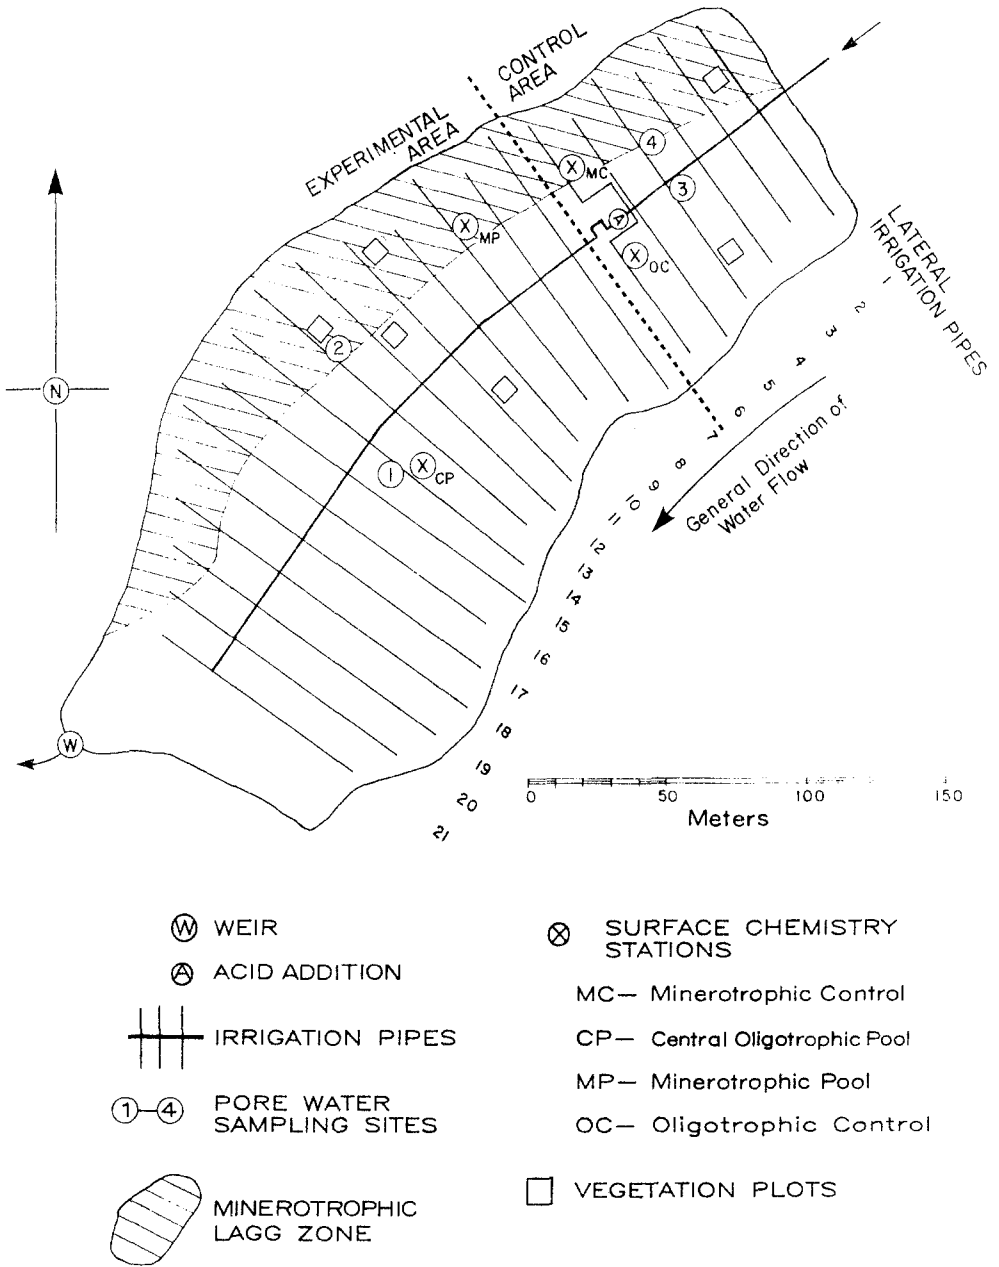 CONTROL
AREA
EXPERIMENTAL
AREA
4
X MC
3
A
X MP
X OC
LATERAL
IRRIGATION PIPES
2
N
1
X CP
1
2
3
4
5
6
7
8
9
10
11
12
13
14
15
16
17
18
19
20
21
General Direction of
Water Flow
W
0 50 100 150
Meters
W WEIR
A ACID ADDITION
IRRIGATION PIPES
1–4 PORE WATER
SAMPLING SITES
MINEROTROPHIC
LAGG ZONE
X SURFACE CHEMISTRY
STATIONS
MC– Minerotrophic Control
CP– Central Oligotrophic Pool
MP– Minerotrophic Pool
OC– Oligotrophic Control
VEGETATION PLOTS